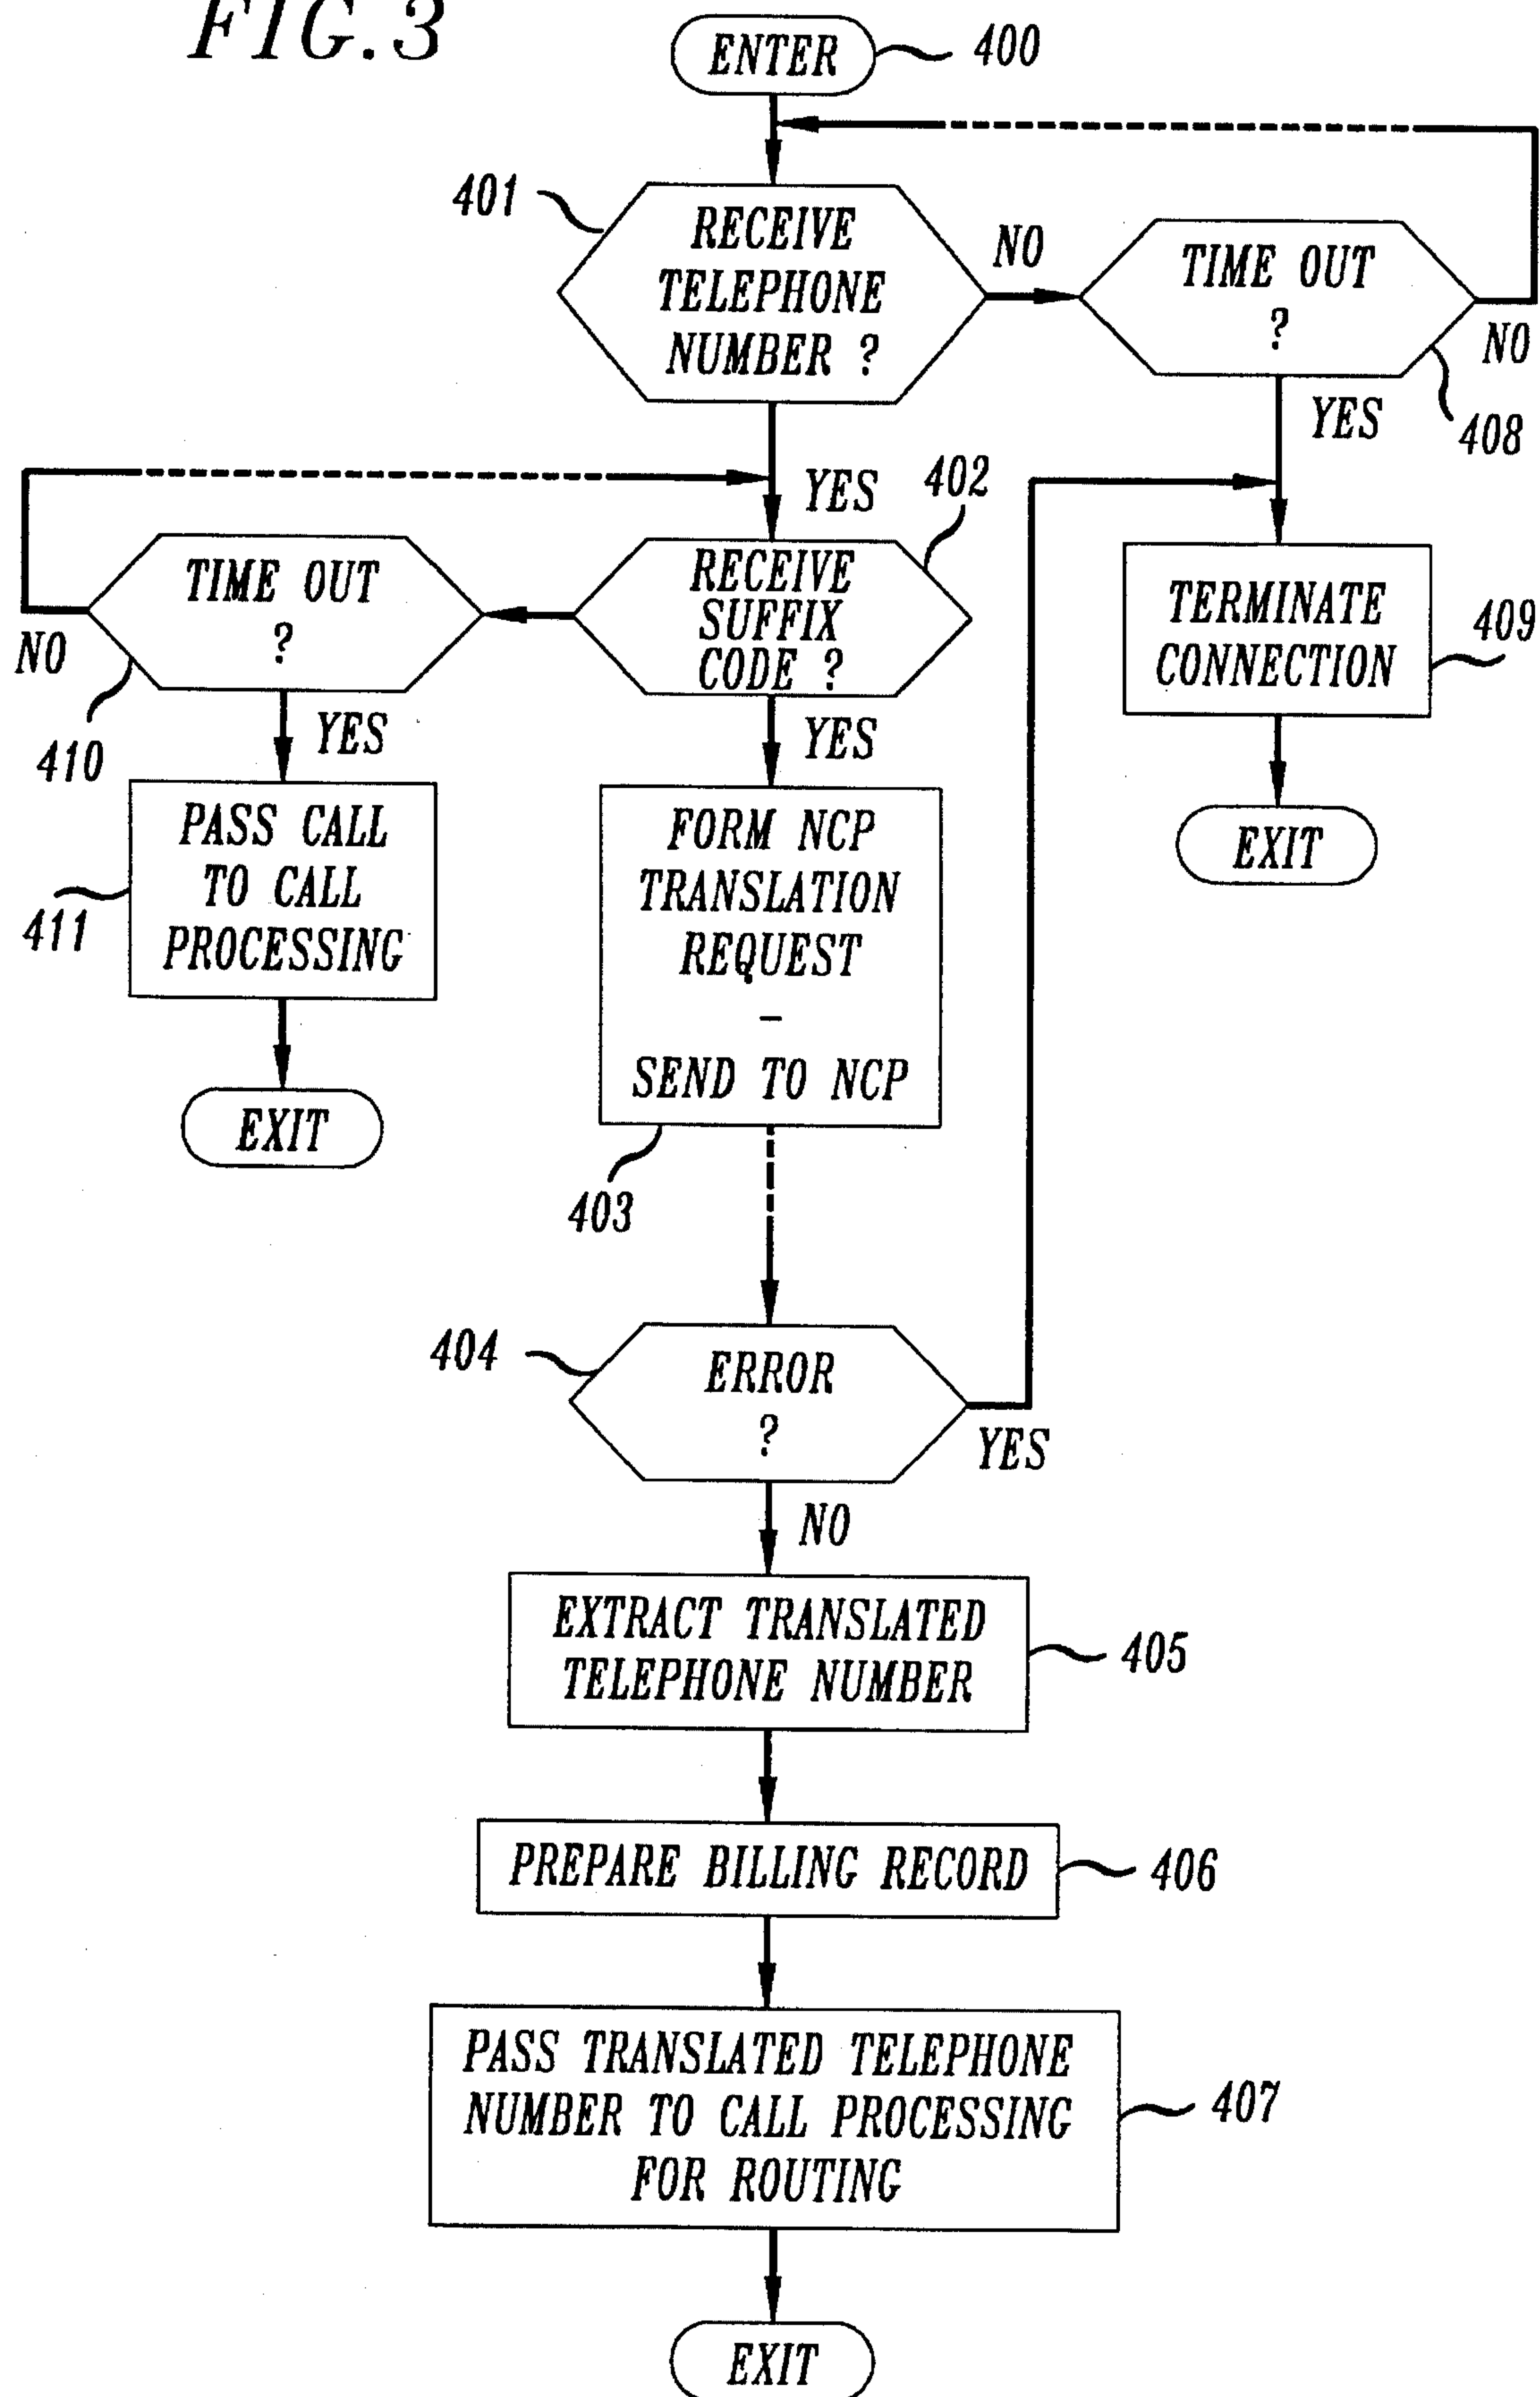 FIG.3
ENTER
400
401
RECEIVE
TELEPHONE
NUMBER ?
NO
TIME OUT
?
NO
408
YES
YES
402
TIME OUT
?
NO
410
RECEIVE
SUFFIX
CODE ?
TERMINATE
CONNECTION
409
YES
YES
EXIT
PASS CALL
TO CALL
PROCESSING
411
FORM NCP
TRANSLATION
REQUEST
-
SEND TO NCP
403
EXIT
404
ERROR
?
YES
NO
EXTRACT TRANSLATED
TELEPHONE NUMBER
405
PREPARE BILLING RECORD
406
PASS TRANSLATED TELEPHONE
NUMBER TO CALL PROCESSING
FOR ROUTING
407
EXIT